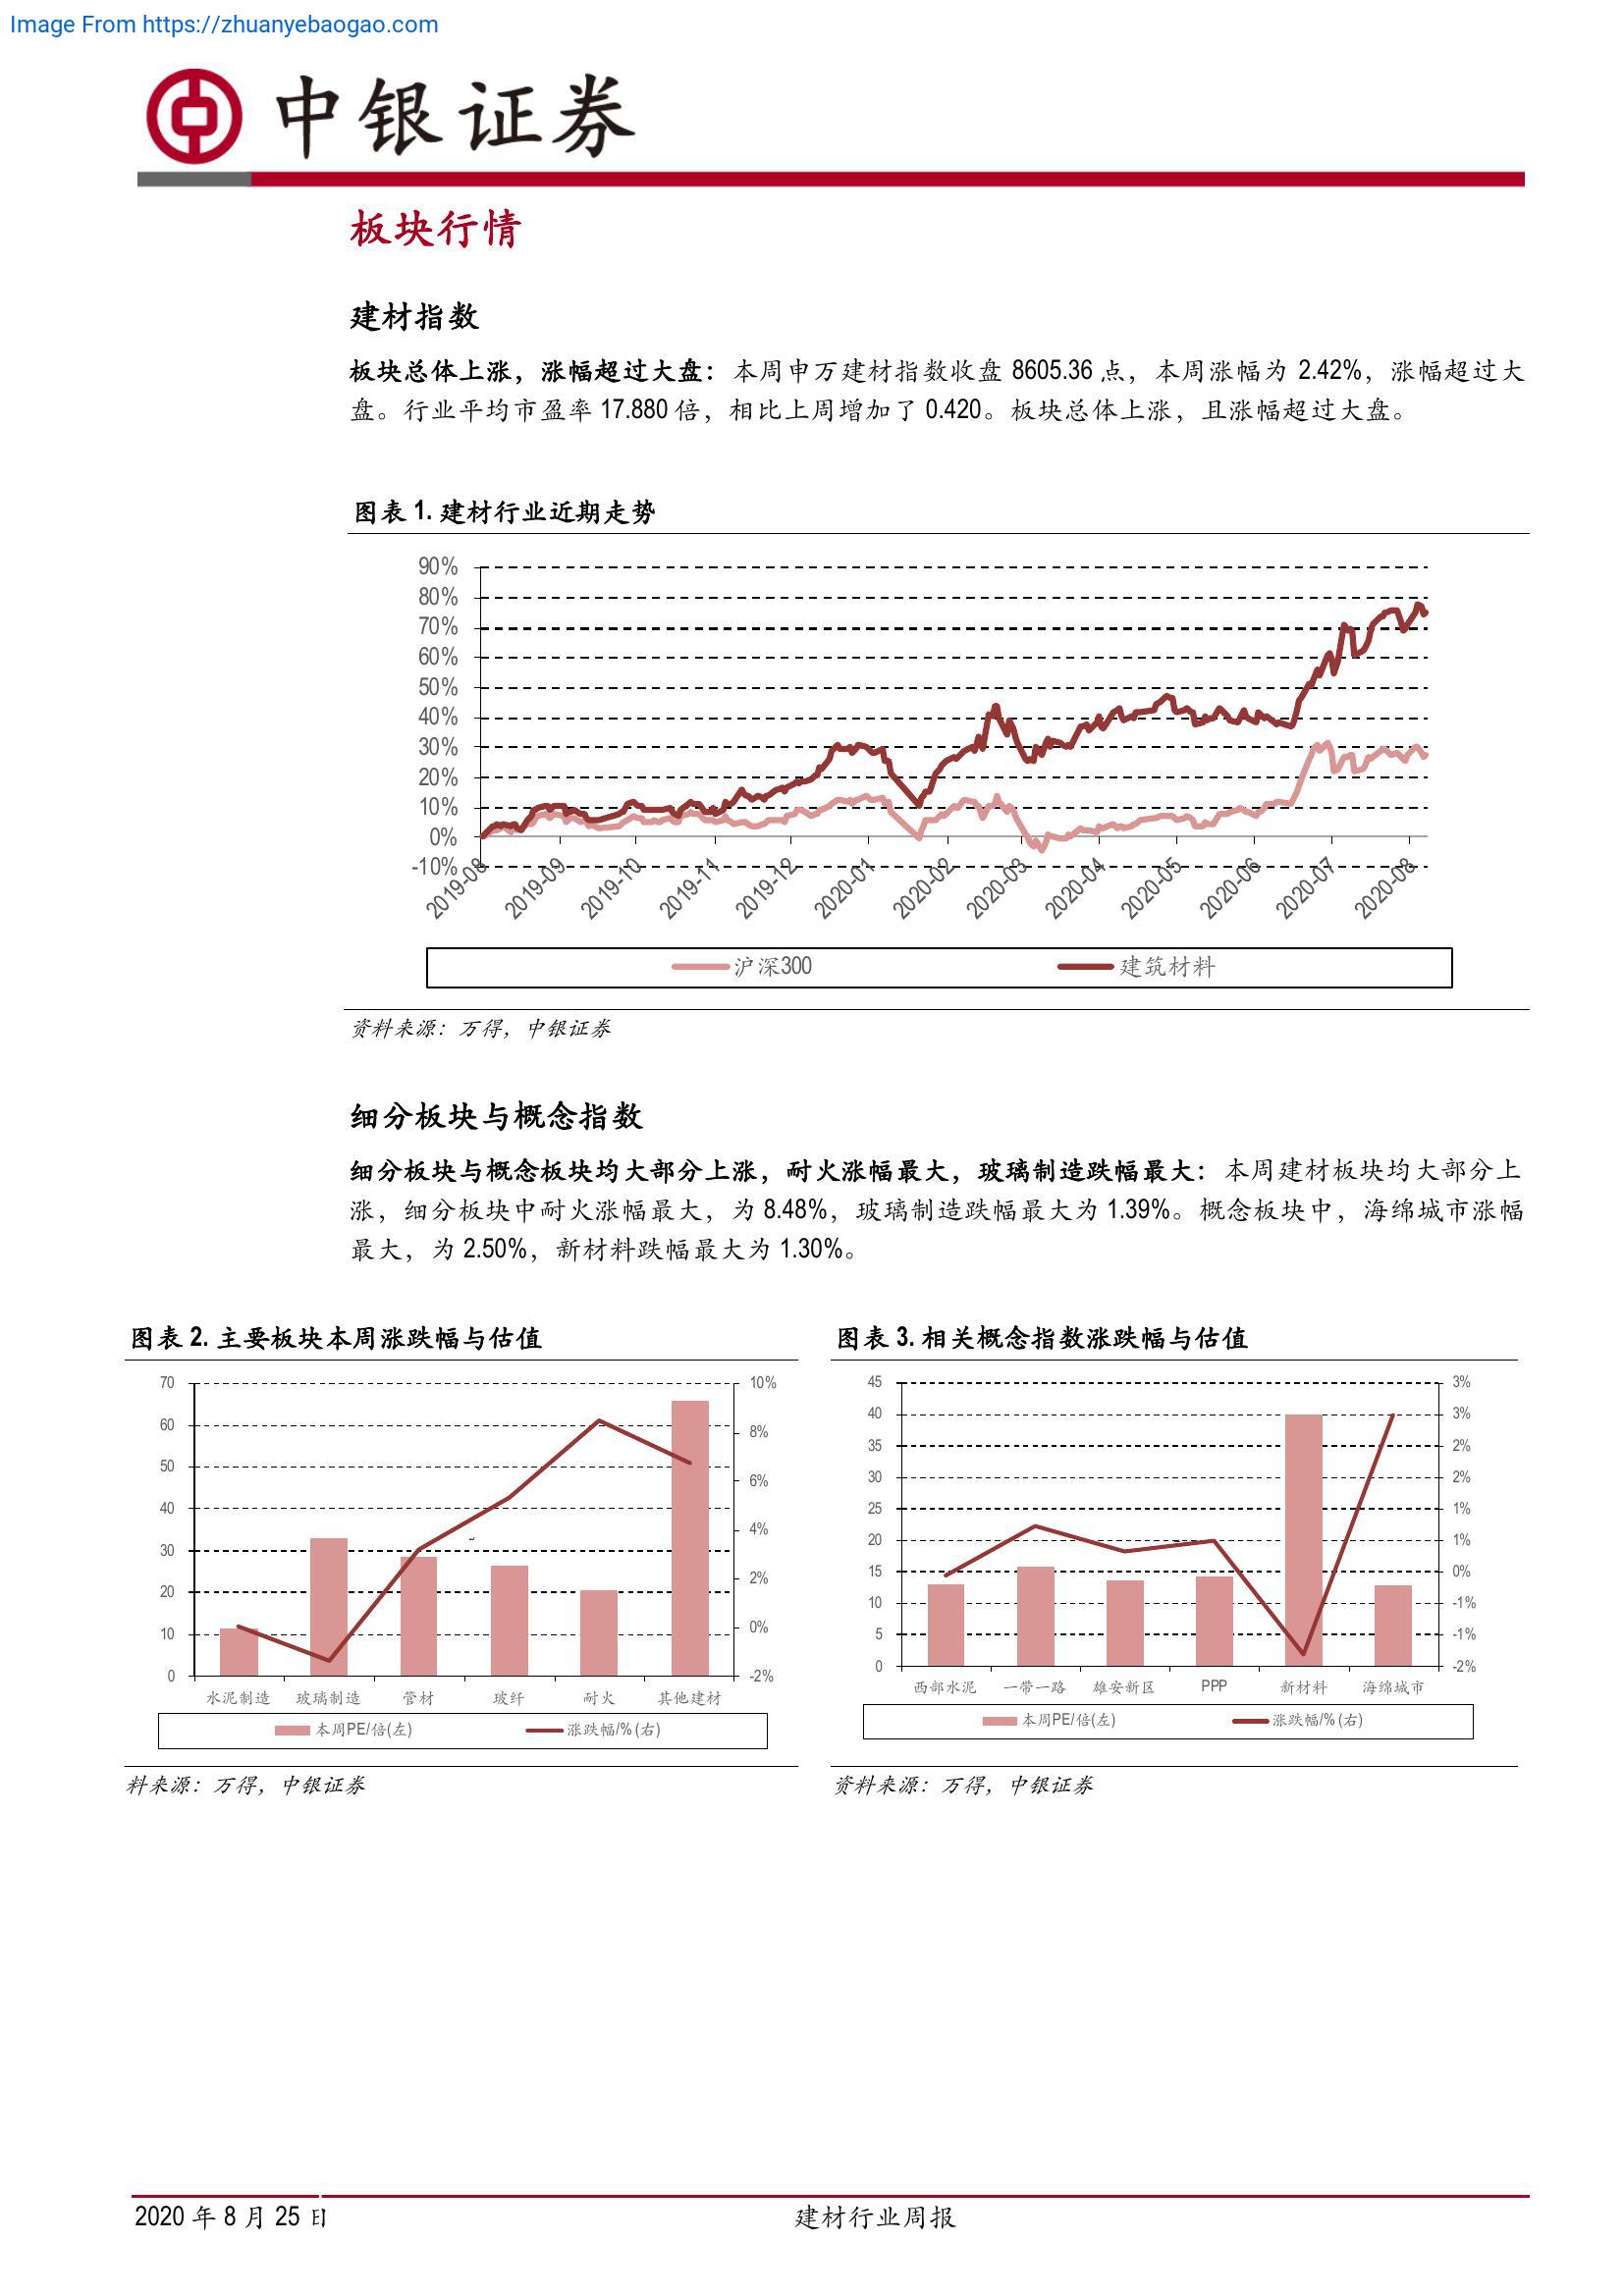 Image From https://zhuanyebaogao.com
中银证券
板块行情
建材指数
板块总体上涨，涨幅超过大盘：本周申万建材指数收盘 8605.36 点，本周涨幅为 2.42%，涨幅超过大
盘。行业平均市盈率 17.880 倍，相比上周增加了 0.420。板块总体上涨，且涨幅超过大盘。
图表 1. 建材行业近期走势
90%
80%
70%
60%
50%
40%
30%
20%
10%
0%
-10%
2019-08 2019-09 2019-10 2019-11 2019-12 2020-01 2020-02 2020-03 2020-04 2020-05 2020-06 2020-07 2020-08
沪深300 建筑材料
资料来源：万得，中银证券
细分板块与概念指数
细分板块与概念板块均大部分上涨，耐火涨幅最大，玻璃制造跌幅最大：本周建材板块均大部分上
涨，细分板块中耐火涨幅最大，为 8.48%，玻璃制造跌幅最大为 1.39%。概念板块中，海绵城市涨幅
最大，为 2.50%，新材料跌幅最大为 1.30%。
图表 2. 主要板块本周涨跌幅与估值
70
60
50
40
30
20
10
0
10%
8%
6%
4%
2%
0%
-2%
水泥制造 玻璃制造 管材 玻纤 耐火 其他建材
本周PE/倍(左) 涨跌幅/% (右)
料来源：万得，中银证券
图表 3. 相关概念指数涨跌幅与估值
45
40
35
30
25
20
15
10
5
0
3%
3%
2%
2%
1%
1%
0%
-1%
-1%
-2%
西部水泥 一带一路 雄安新区 PPP 新材料 海绵城市
本周PE/倍(左) 涨跌幅/% (右)
资料来源：万得，中银证券
2020 年 8 月 25 日 建材行业周报